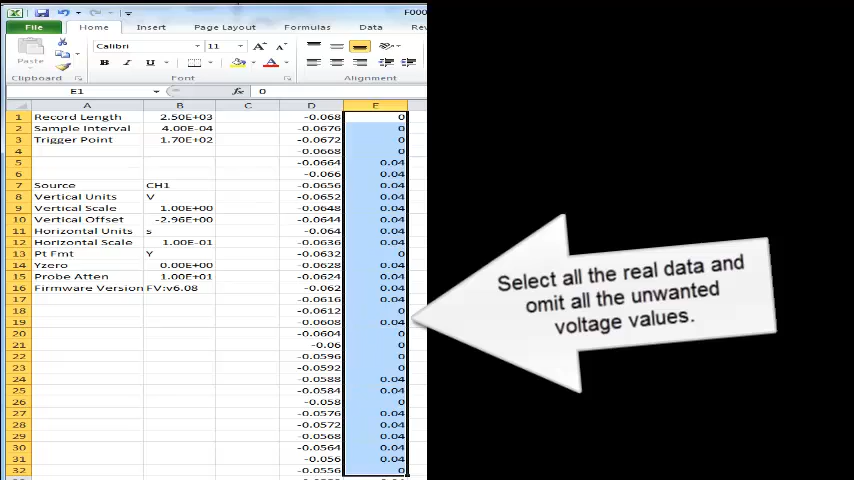 F000
File Home Insert Page Layout Formulas Data Re
Paste
Calibri 11 A A
B I U A
Clipboard Font Alignment
E1 fx 0
A B C D E
1 Record Length 2.50E+03 -0.068 0
2 Sample Interval 4.00E-04 -0.0676 0
3 Trigger Point 1.70E+02 -0.0672 0
4 -0.0668 0
5 -0.0664 0.04
6 -0.066 0.04
7 Source CH1 -0.0656 0.04
8 Vertical Units V -0.0652 0.04
9 Vertical Scale 1.00E+00 -0.0648 0.04
10 Vertical Offset -2.96E+00 -0.0644 0.04
11 Horizontal Units s -0.064 0.04
12 Horizontal Scale 1.00E-01 -0.0636 0.04
13 Pt Fmt Y -0.0632 0
14 Yzero 0.00E+00 -0.0628 0.04
15 Probe Atten 1.00E+01 -0.0624 0.04
16 Firmware Version FV:v6.08 -0.062 0.04
17 -0.0616 0.04
18 -0.0612 0
19 -0.0608 0.04
20 -0.0604 0
21 -0.06 0.04
22 -0.0596 0
23 -0.0592 0
24 -0.0588 0.04
25 -0.0584 0.04
26 -0.058 0
27 -0.0576 0.04
28 -0.0572 0.04
29 -0.0568 0.04
30 -0.0564 0.04
31 -0.056 0.04
32 -0.0556 0
Select all the real data and
omit all the unwanted
voltage values.